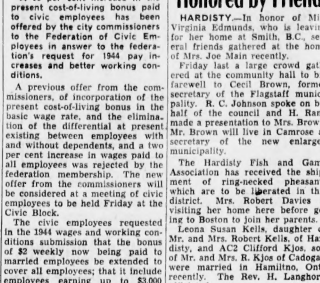 present cost-of-living bonus paid
to civic employees has been
offered by the city commissioners
to the Federation of Civic Em-
ployees in answer to the federa-
tion's request for 1944 pay in-
creases and better working con-
ditions.
A previous offer from the com-
missioners, of incorporation of the
present cost-of-living bonus in the
basic wage rate, and the elimina-
tion of the differential at present
existing between employees with
and without dependents, and a two
per cent increase in wages paid to
all employees was rejected by the
federation membership. The new
offer from the commissioners will
be considered at a meeting of civic
employees to be held Friday at the
Civic Block.
The civic employees requested
in the 1944 wages and working con-
ditions submission that the bonus
of $2 weekly now being paid to
married employees be extended to
cover all employees; that it include
employees earning up to $3,000
Honored by Friend
HARDISTY.—In honor of Mi
Virginia Edmunds, who is leavi
for her home at Smith, B.C., se
eral friends gathered at the hom
of Mrs. Joe Main recently.
Friday last a large crowd gat
ered at the community hall to bi
farewell to Cecil Brown, forme
secretary of the Flagstaff munic
pality. R. C. Johnson spoke on b
half of the council and H. Ran
made a presentation to Mrs. Brow
Mr. Brown will live in Camrose a
secretary of the new enlarge
municipality.
The Hardisty Fish and Gam
Association has received the shi
ment of ring-necked pheasan
which are to be liberated in th
district. Mrs. Robert Davies
visiting her home here before g
ing to Boston to join her parents.
Leona Susan Kells, daughter o
Mr. and Mrs. Robert Kells, of Ha
disty, and AC2 Clifford Kjos, so
of Mr. and Mrs. R. Kjos of Cadoga
were married in Hamilton, Ont
recently. The Rev. H. Langhor